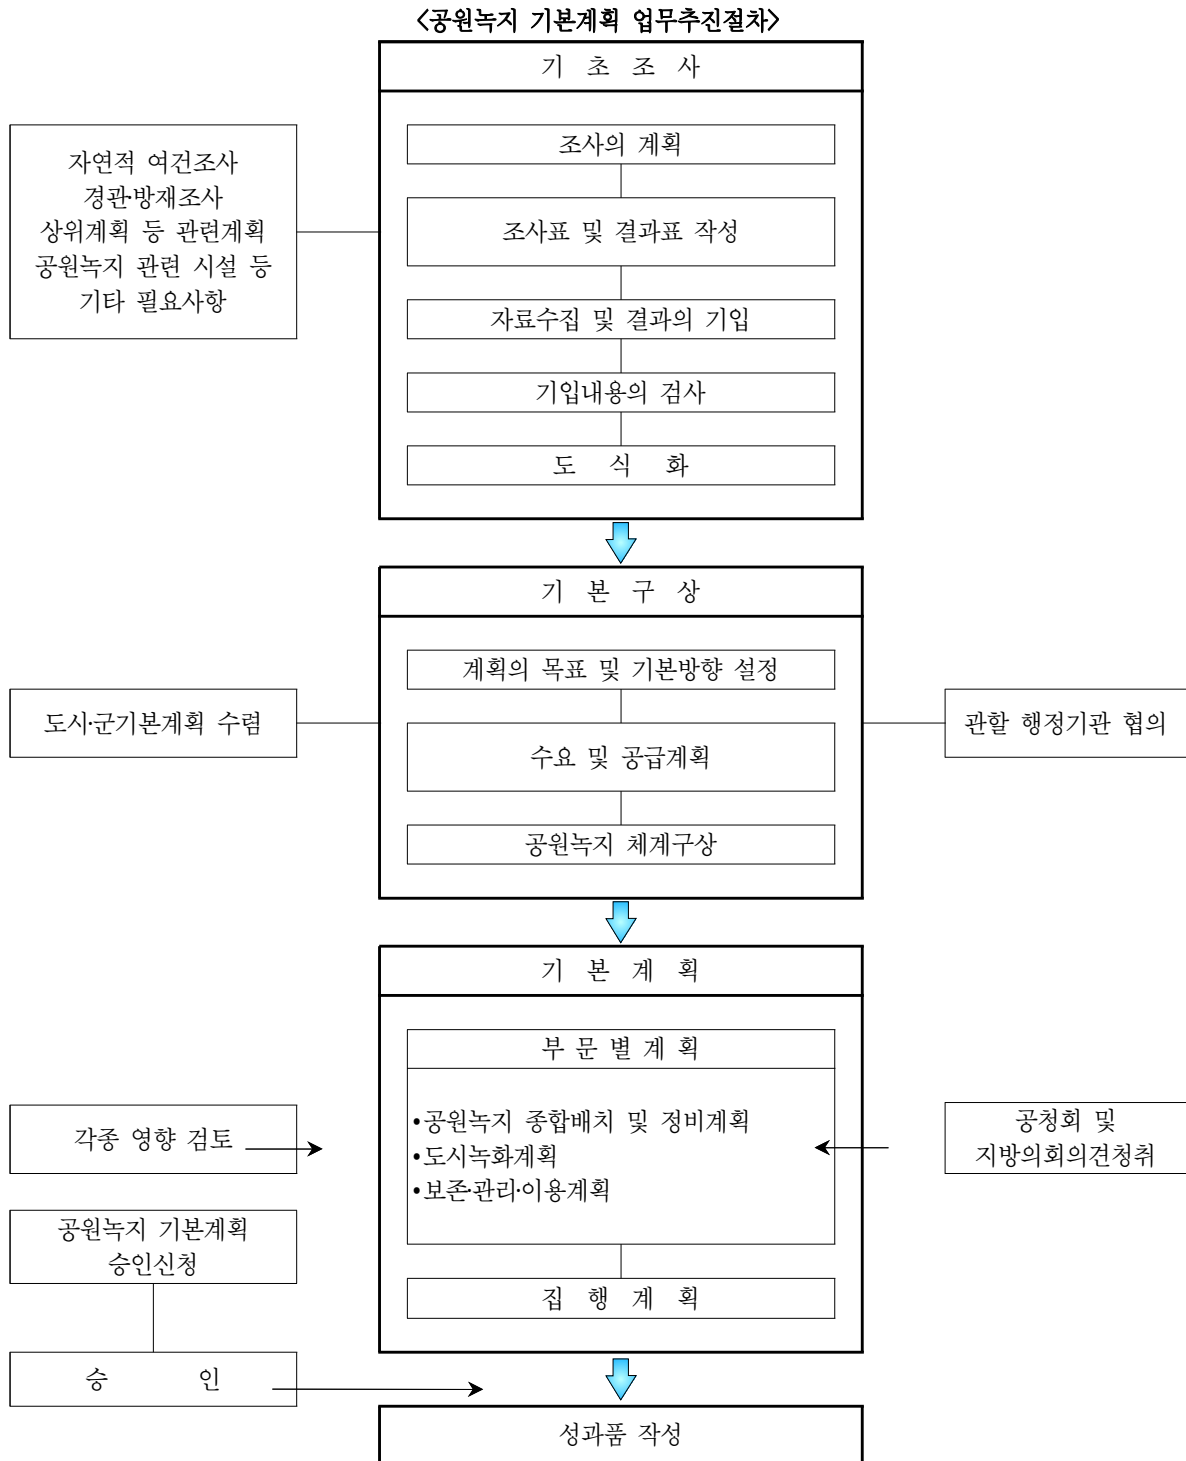 <공원녹지 기본계획 업무추진절차>
기 초 조 사
조사의 계획
조사표 및 결과표 작성
자료수집 및 결과의 기입
기입내용의 검사
도 식 화
자연적 여건조사
경관·방재조사
상위계획 등 관련계획
공원녹지 관련 시설 등
기타 필요사항
기 본 구 상
계획의 목표 및 기본방향 설정
수요 및 공급계획
공원녹지 체계구상
도시·군기본계획 수렴
관할 행정기관 협의
기 본 계 획
부 문 별 계 획
•공원녹지 종합배치 및 정비계획
•도시녹화계획
•보존·관리·이용계획
집 행 계 획
각종 영향 검토
공청회 및
지방의회의견청취
공원녹지 기본계획
승인신청
승 인
성과품 작성